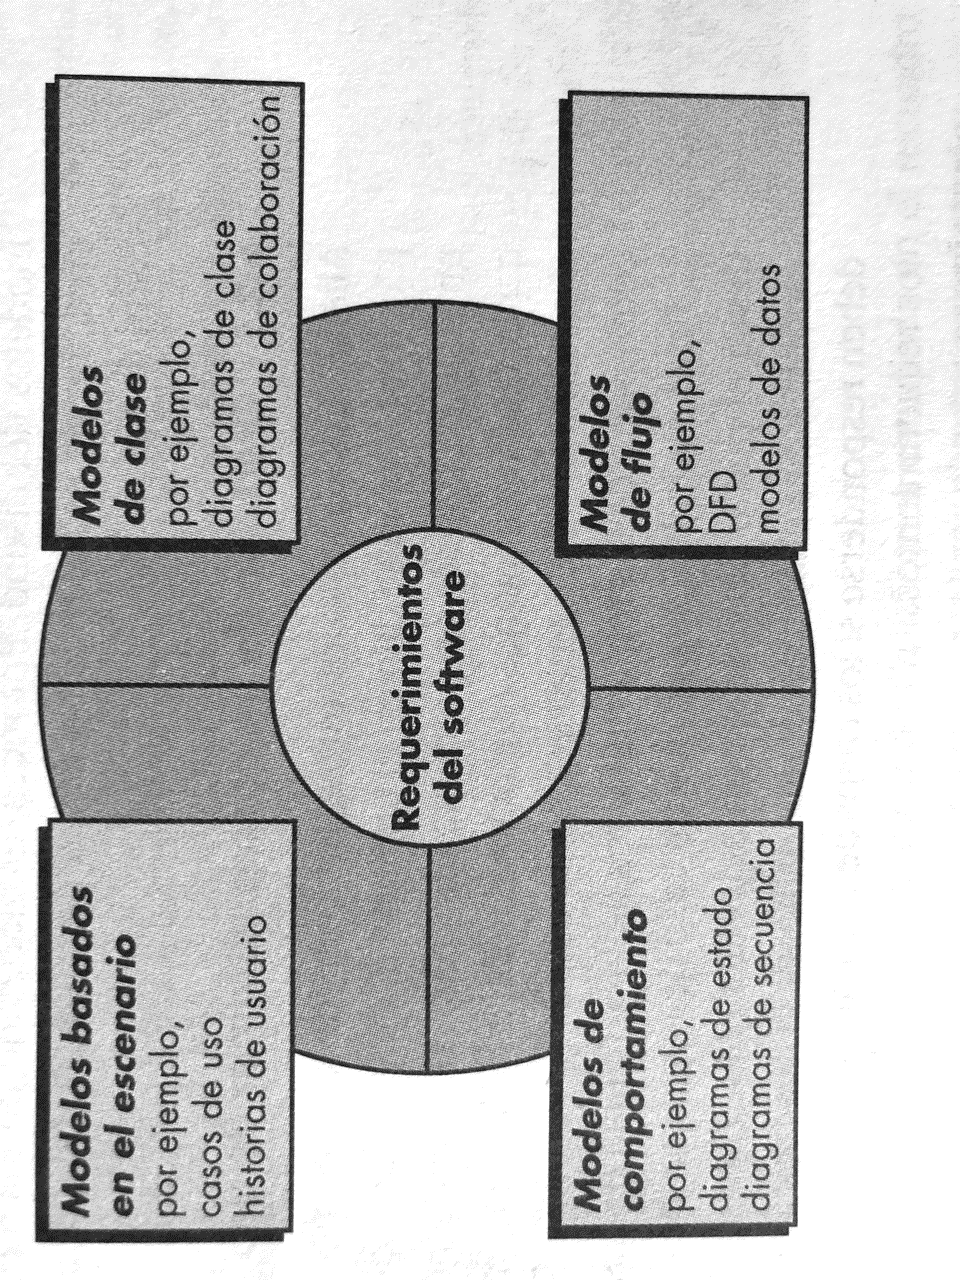 Modelos basados
en el escenario
por ejemplo,
casos de uso
historias de usuario
Modelos
de clase
por ejemplo,
diagramas de clase
diagramas de colaboración
Requerimientos
del software
Modelos de
comportamiento
por ejemplo,
diagramas de estado
diagramas de secuencia
Modelos
de flujo
por ejemplo,
DFD
modelos de datos